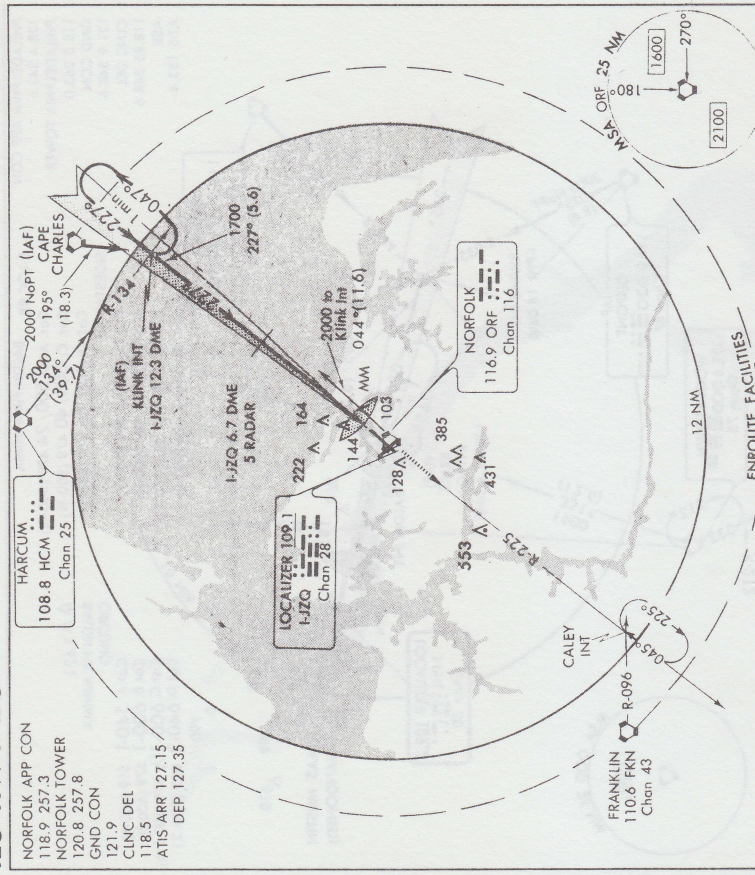 NORFOLK APP CON
118.9 257.3
NORFOLK TOWER
120.8 257.8
GND CON
121.9
CLNC DEL
118.5
ATIS ARR 127.15
DEP 127.35
HARCUM
108.8 HCM
Chan 25
2000 NoPT (IAF)
195° CAPE
(18.3) CHARLES
2000
134°
(39.7)
R-134
1 min
227°
047°
(IAF)
KLINK INT
I-JZQ 12.3 DME
1700
227° (5.6)
227°
I-JZQ 6.7 DME
5 RADAR
2000 to
Klink Int
044° (11.6)
LOCALIZER 109.1
I-JZQ
Chan 28
NORFOLK
116.9 ORF
Chan 116
222
164
144
103
128
385
431
553
R-225
12 NM
CALEY
INT
045°
225°
R-096
FRANKLIN
110.6 FKN
Chan 43
MSA ORF 25 NM
180°
1600
270°
2100
ENROUTE FACILITIES